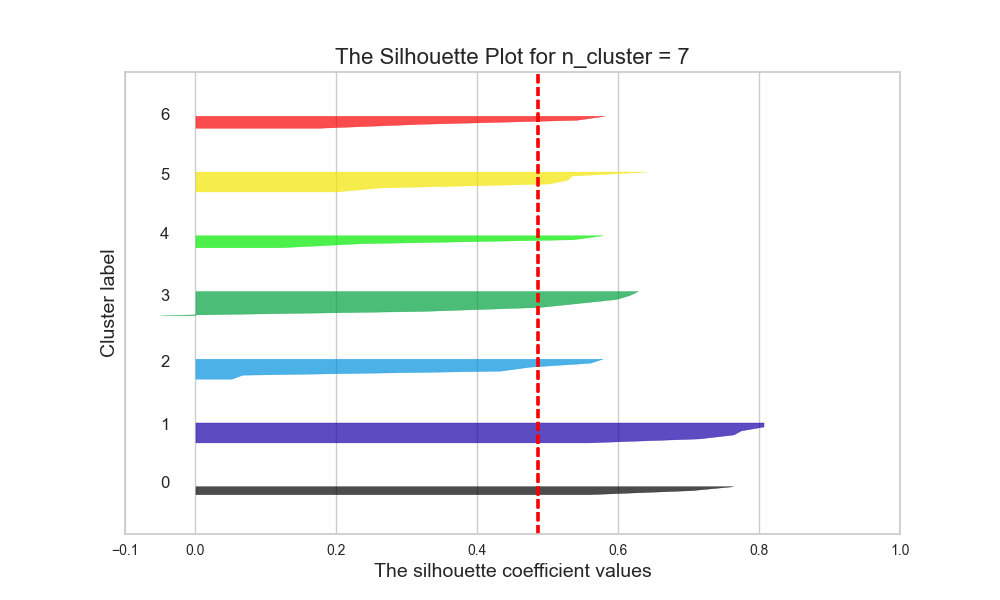 The Silhouette Plot for n_cluster = 7
6
5
4
3
2
1
0
Cluster label
−0.1 0.0 0.2 0.4 0.6 0.8 1.0
The silhouette coefficient values